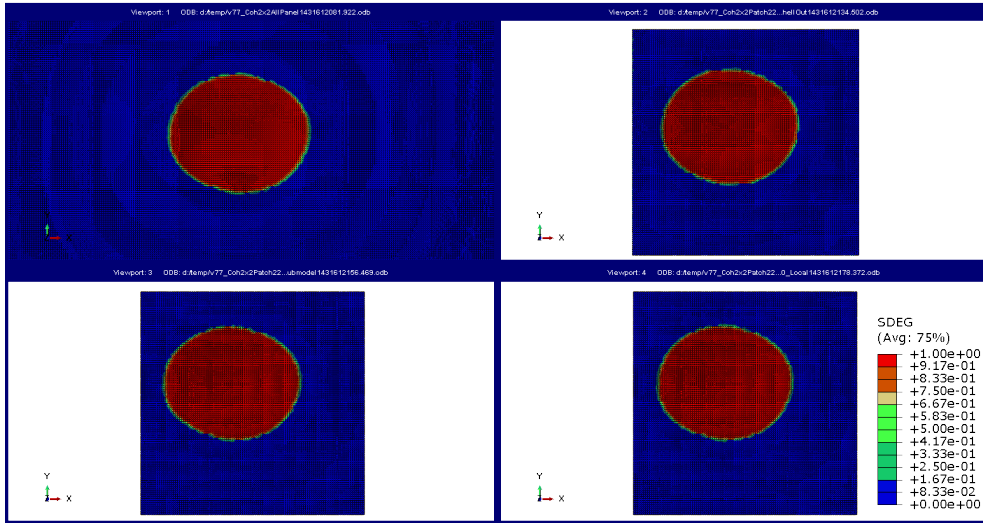 Viewport: 1 ODB: d:/temp/v77_Coh2x2AllPanel1431612081.922.odb
Viewport: 2 ODB: d:/temp/v77_Coh2x2Patch22...hellOut1431612134.502.odb
Y
X
Viewport: 3 ODB: d:/temp/v77_Coh2x2Patch22...ubmodel1431612156.469.odb
Viewport: 4 ODB: d:/temp/v77_Coh2x2Patch22...0_Local1431612178.372.odb
SDEG
(Avg: 75%)
+1.00e+00
+9.17e-01
+8.33e-01
+7.50e-01
+6.67e-01
+5.83e-01
+5.00e-01
+4.17e-01
+3.33e-01
+2.50e-01
+1.67e-01
+8.33e-02
+0.00e+00
Y
X
Y
X